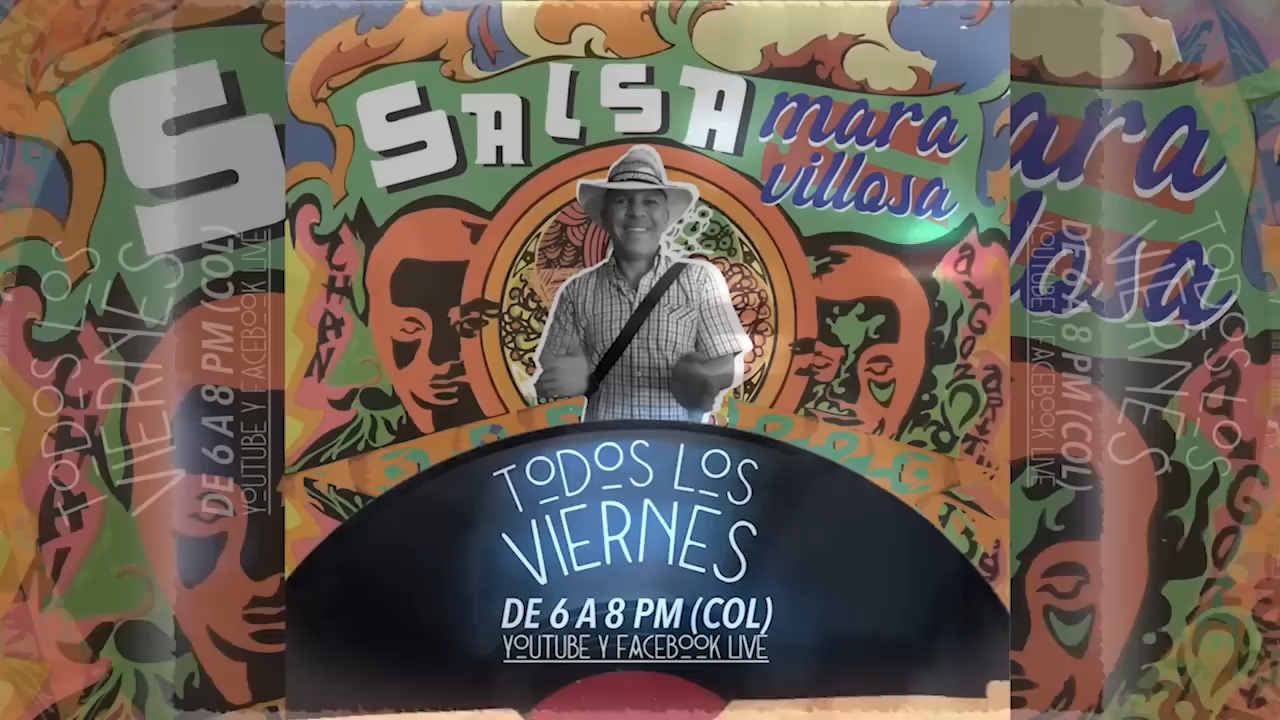 SALSA
mara
villosa
TODOS LOS
VIERNES
DE 6 A 8 PM (COL)
YOUTUBE Y FACEBOOK LIVE